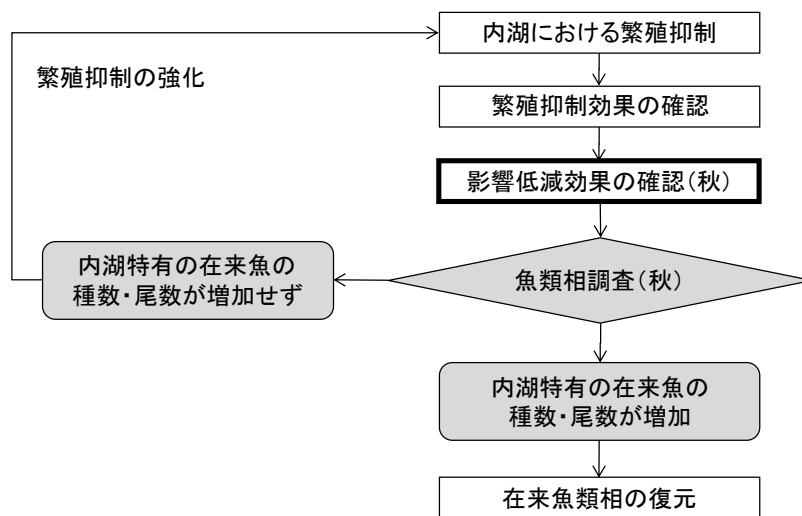 内湖における繁殖抑制
繁殖抑制の強化
繁殖抑制効果の確認
影響低減効果の確認(秋)
内湖特有の在来魚の
種数・尾数が増加せず
魚類相調査(秋)
内湖特有の在来魚の
種数・尾数が増加
在来魚類相の復元